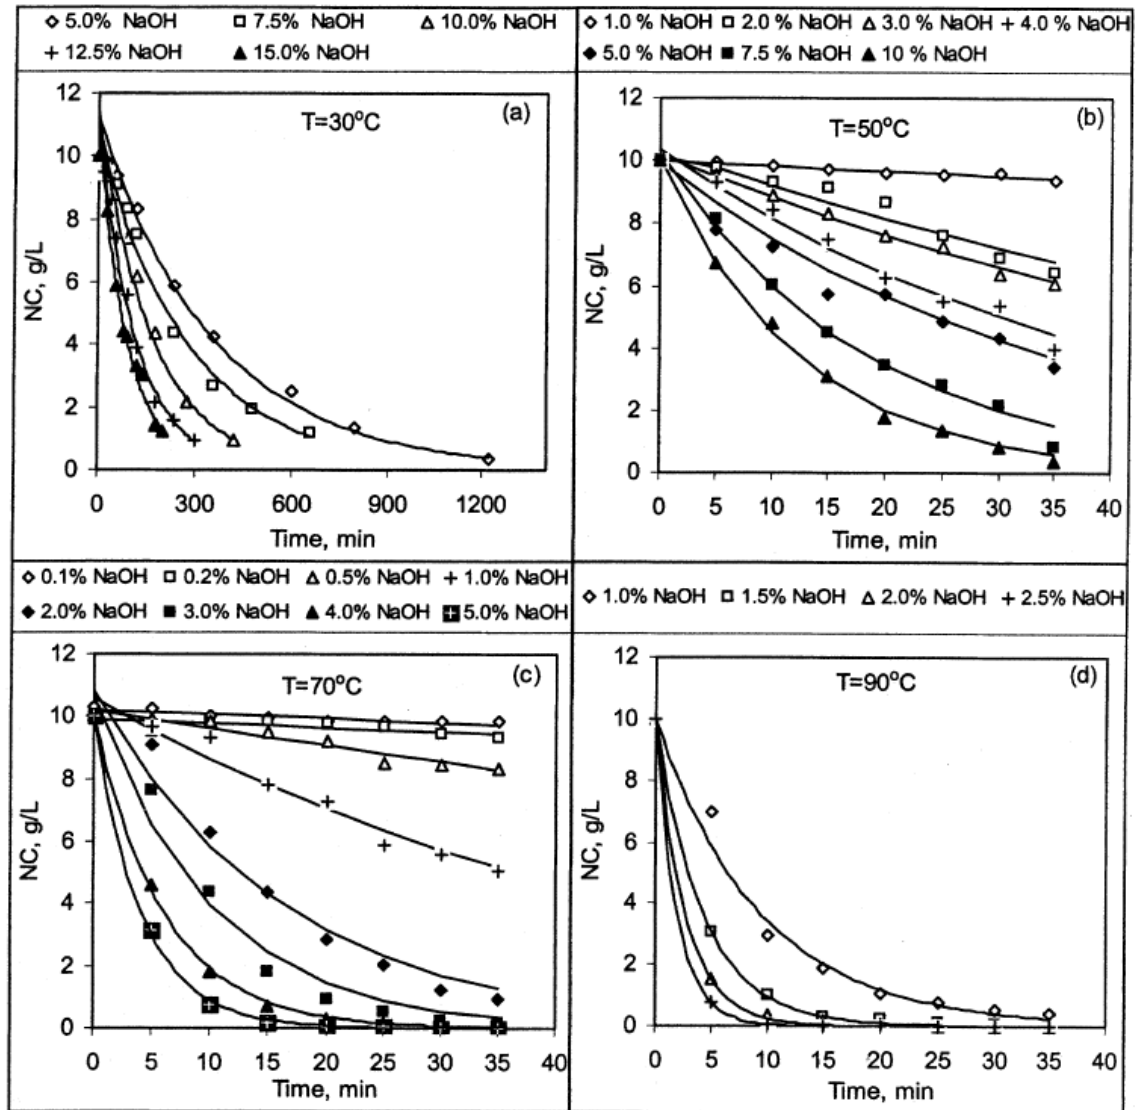 ◇ 5.0% NaOH □ 7.5% NaOH △ 10.0% NaOH
+ 12.5% NaOH ▲ 15.0% NaOH
12
10
8
6
4
2
0
NC, g/L
T=30°C
(a)
0 300 600 900 1200
Time, min
◇ 1.0 % NaOH □ 2.0 % NaOH △ 3.0 % NaOH + 4.0 % NaOH
◆ 5.0 % NaOH ■ 7.5 % NaOH ▲ 10 % NaOH
12
10
8
6
4
2
0
NC, g/L
T=50°C
(b)
0 5 10 15 20 25 30 35 40
Time, min
◇ 0.1% NaOH □ 0.2% NaOH △ 0.5% NaOH + 1.0% NaOH
◆ 2.0% NaOH ■ 3.0% NaOH ▲ 4.0% NaOH ⊞ 5.0% NaOH
12
10
8
6
4
2
0
NC, g/L
T=70°C
(c)
0 5 10 15 20 25 30 35 40
Time, min
◇ 1.0% NaOH □ 1.5% NaOH △ 2.0% NaOH + 2.5% NaOH
12
10
8
6
4
2
0
NC, g/L
T=90°C
(d)
0 5 10 15 20 25 30 35 40
Time, min